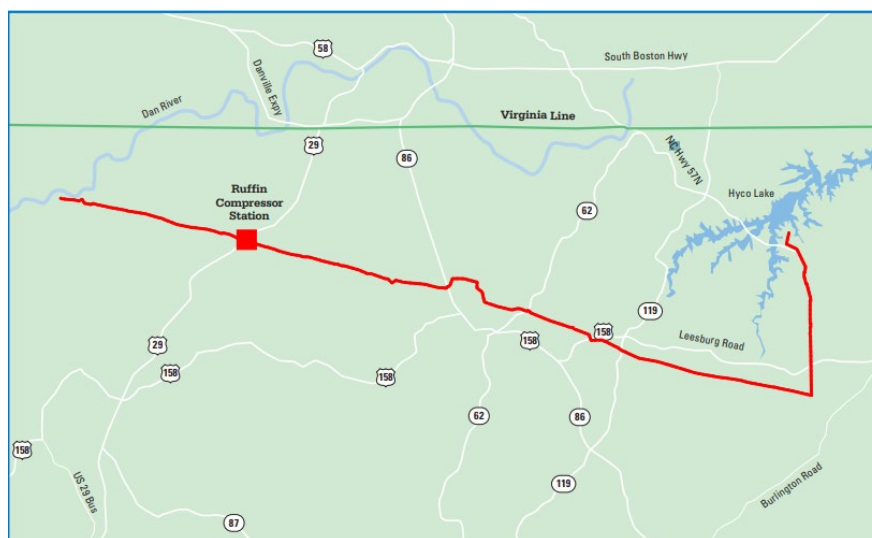 58
South Boston Hwy
Danville Expy
Dan River
Virginia Line
29
86
NC Hwy 57N
Ruffin
Compressor
Station
Hyco Lake
62
119
158
29
158
Leesburg Road
158
158
62
86
158
119
US 29 Bus
Burlington Road
87